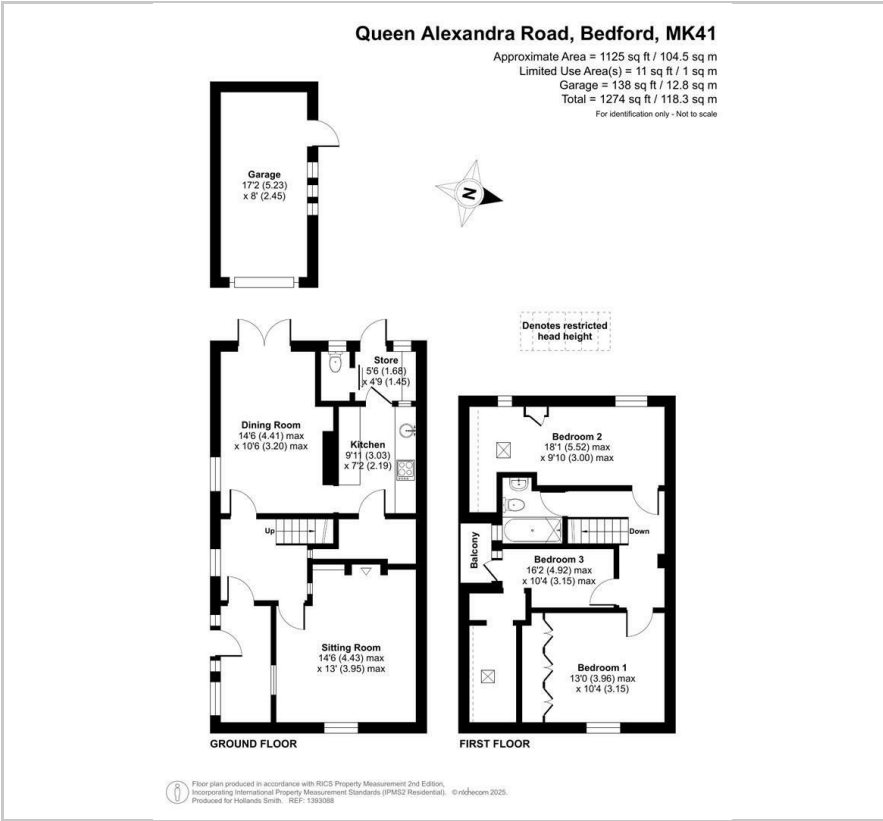 Queen Alexandra Road, Bedford, MK41
Approximate Area = 1125 sq ft / 104.5 sq m
Limited Use Area(s) = 11 sq ft / 1 sq m
Garage = 138 sq ft / 12.8 sq m
Total = 1274 sq ft / 118.3 sq m
For identification only - Not to scale
Garage
17'2 (5.23)
x 8' (2.45)
N
Denotes restricted
head height
Store
5'6 (1.68)
x 4'9 (1.45)
Dining Room
14'6 (4.41) max
x 10'6 (3.20) max
Kitchen
9'11 (3.03)
x 7'2 (2.19)
Up
Sitting Room
14'6 (4.43) max
x 13' (3.95) max
GROUND FLOOR
Bedroom 2
18'1 (5.52) max
x 9'10 (3.00) max
Down
Balcony
Bedroom 3
16'2 (4.92) max
x 10'4 (3.15) max
Bedroom 1
13'0 (3.96) max
x 10'4 (3.15)
FIRST FLOOR
Floor plan produced in accordance with RICS Property Measurement 2nd Edition,
Incorporating International Property Measurement Standards (IPMS2 Residential). © nichecom 2025.
Produced for Hollands Smith. REF: 1393088